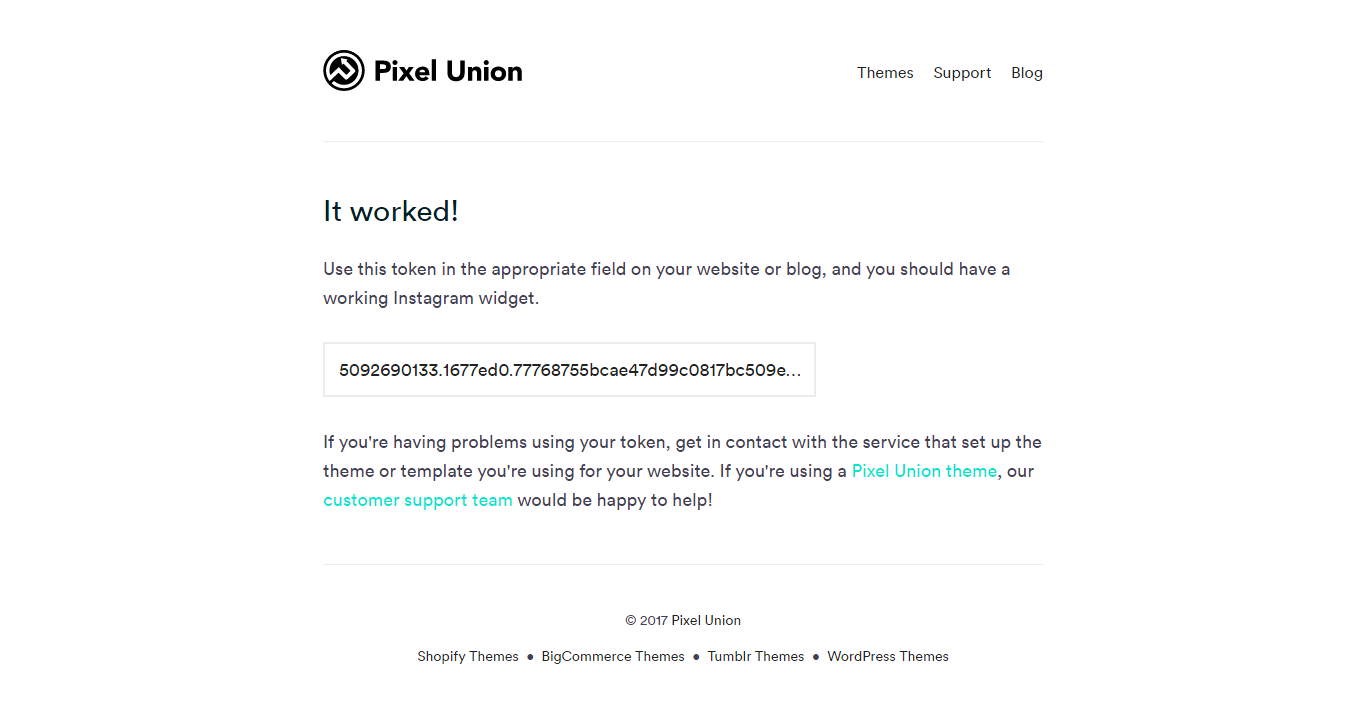 Pixel Union
Themes Support Blog
It worked!
Use this token in the appropriate field on your website or blog, and you should have a
working Instagram widget.
5092690133.1677ed0.77768755bcae47d99c0817bc509e...
If you're having problems using your token, get in contact with the service that set up the
theme or template you're using for your website. If you're using a Pixel Union theme, our
customer support team would be happy to help!
© 2017 Pixel Union
Shopify Themes ● BigCommerce Themes ● Tumblr Themes ● WordPress Themes